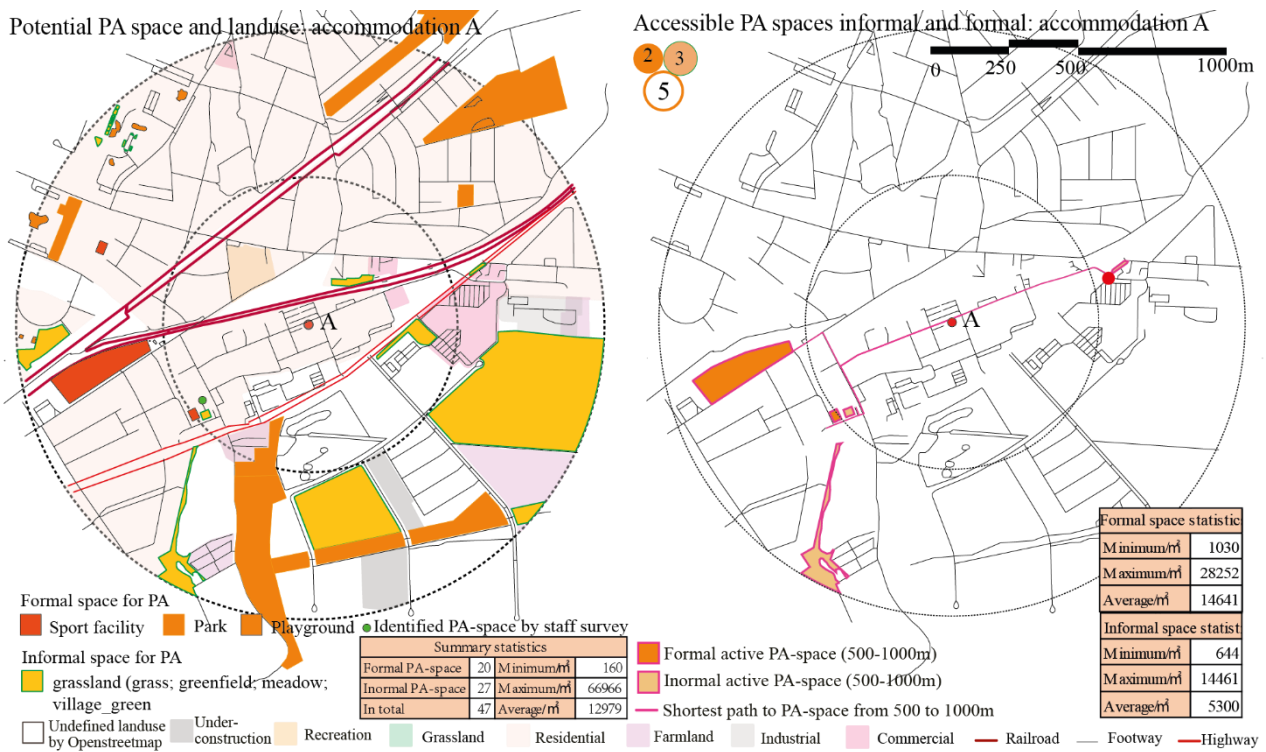 Potential PA space and landuse: accommodation A
Accessible PA spaces informal and formal: accommodation A
2 3
5
0 250 500 1000m
A
A
Formal space statistic
Minimum/㎡ 1030
Maximum/㎡ 28252
Average/㎡ 14641
Informal space statisti
Minimum/㎡ 644
Maximum/㎡ 14461
Average/㎡ 5300
Formal space for PA
Sport facility Park Playground Identified PA-space by staff survey
Informal space for PA
grassland (grass; greenfield; meadow;
village_green
Summary statistics
Formal PA-space 20 Minimum/㎡ 160
Inormal PA-space 27 Maximum/㎡ 66966
In total 47 Average/㎡ 12979
Formal active PA-space (500-1000m)
Inormal active PA-space (500-1000m)
Shortest path to PA-space from 500 to 1000m
Undefined landuse
by Openstreetmap
Under-
construction
Recreation Grassland Residential Farmland Industrial Commercial Railroad Footway Highway